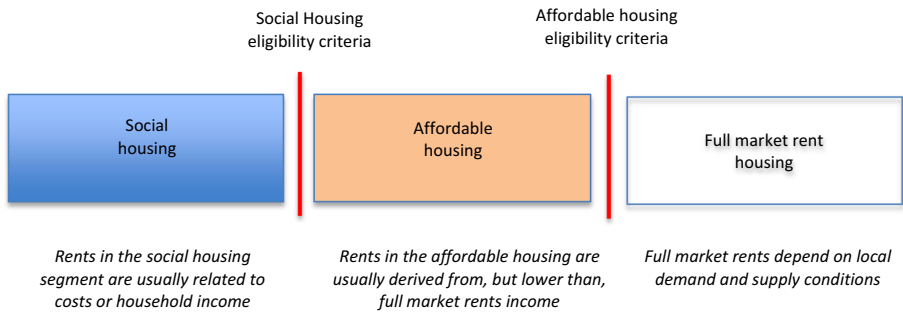 Social Housing
eligibility criteria
Affordable housing
eligibility criteria
Social
housing
Affordable
housing
Full market rent
housing
Rents in the social housing
segment are usually related to
costs or household income
Rents in the affordable housing are
usually derived from, but lower than,
full market rents income
Full market rents depend on local
demand and supply conditions